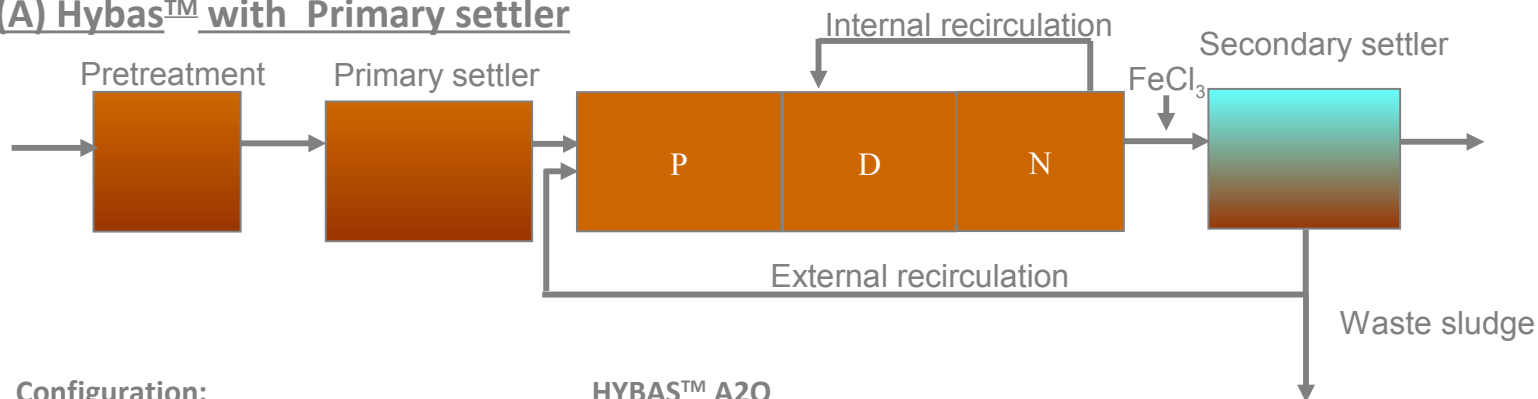 (A) Hybas™ with Primary settler
Internal recirculation
Secondary settler
Pretreatment
Primary settler
FeCl₃
P
D
N
External recirculation
Waste sludge
Configuration:
HYBAS™ A2O